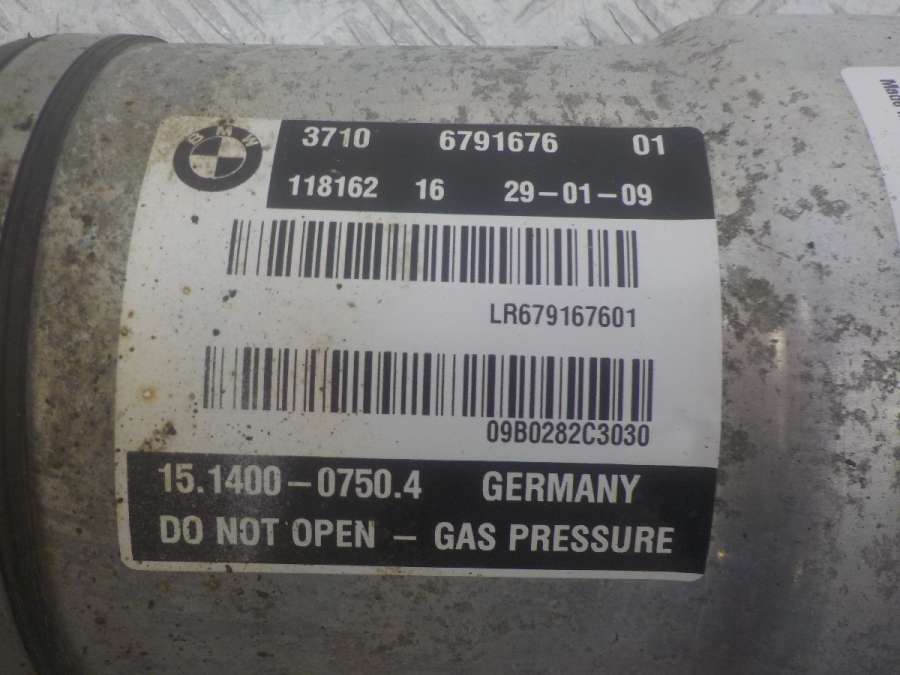 BMW
3710 6791676 01
118162 16 29-01-09
LR679167601
09B0282C3030
15.1400-0750.4 GERMANY
DO NOT OPEN - GAS PRESSURE
Made